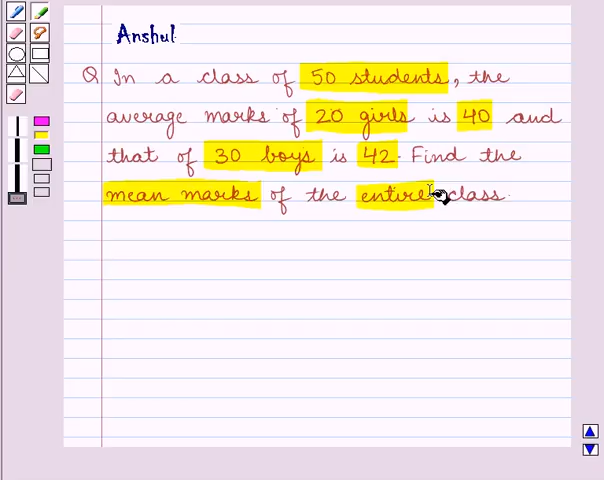 Anshul
Q In a class of 50 students, the
average marks of 20 girls is 40 and
that of 30 boys is 42. Find the
mean marks of the entire class.